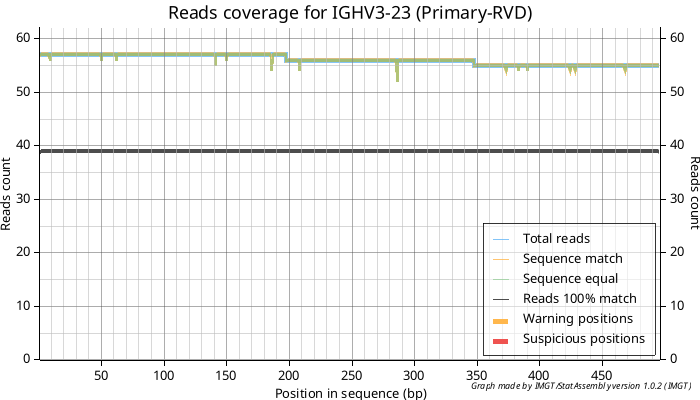 Reads coverage for IGHV3-23 (Primary-RVD)
60 60
50 50
40 40
30 30
20 20
10 10
0 0
Reads count
Reads count
Total reads
Sequence match
Sequence equal
Reads 100% match
Warning positions
Suspicious positions
50 100 150 200 250 300 350 400 450
Position in sequence (bp)
Graph made by IMGT/StatAssembly version 1.0.2 (IMGT)